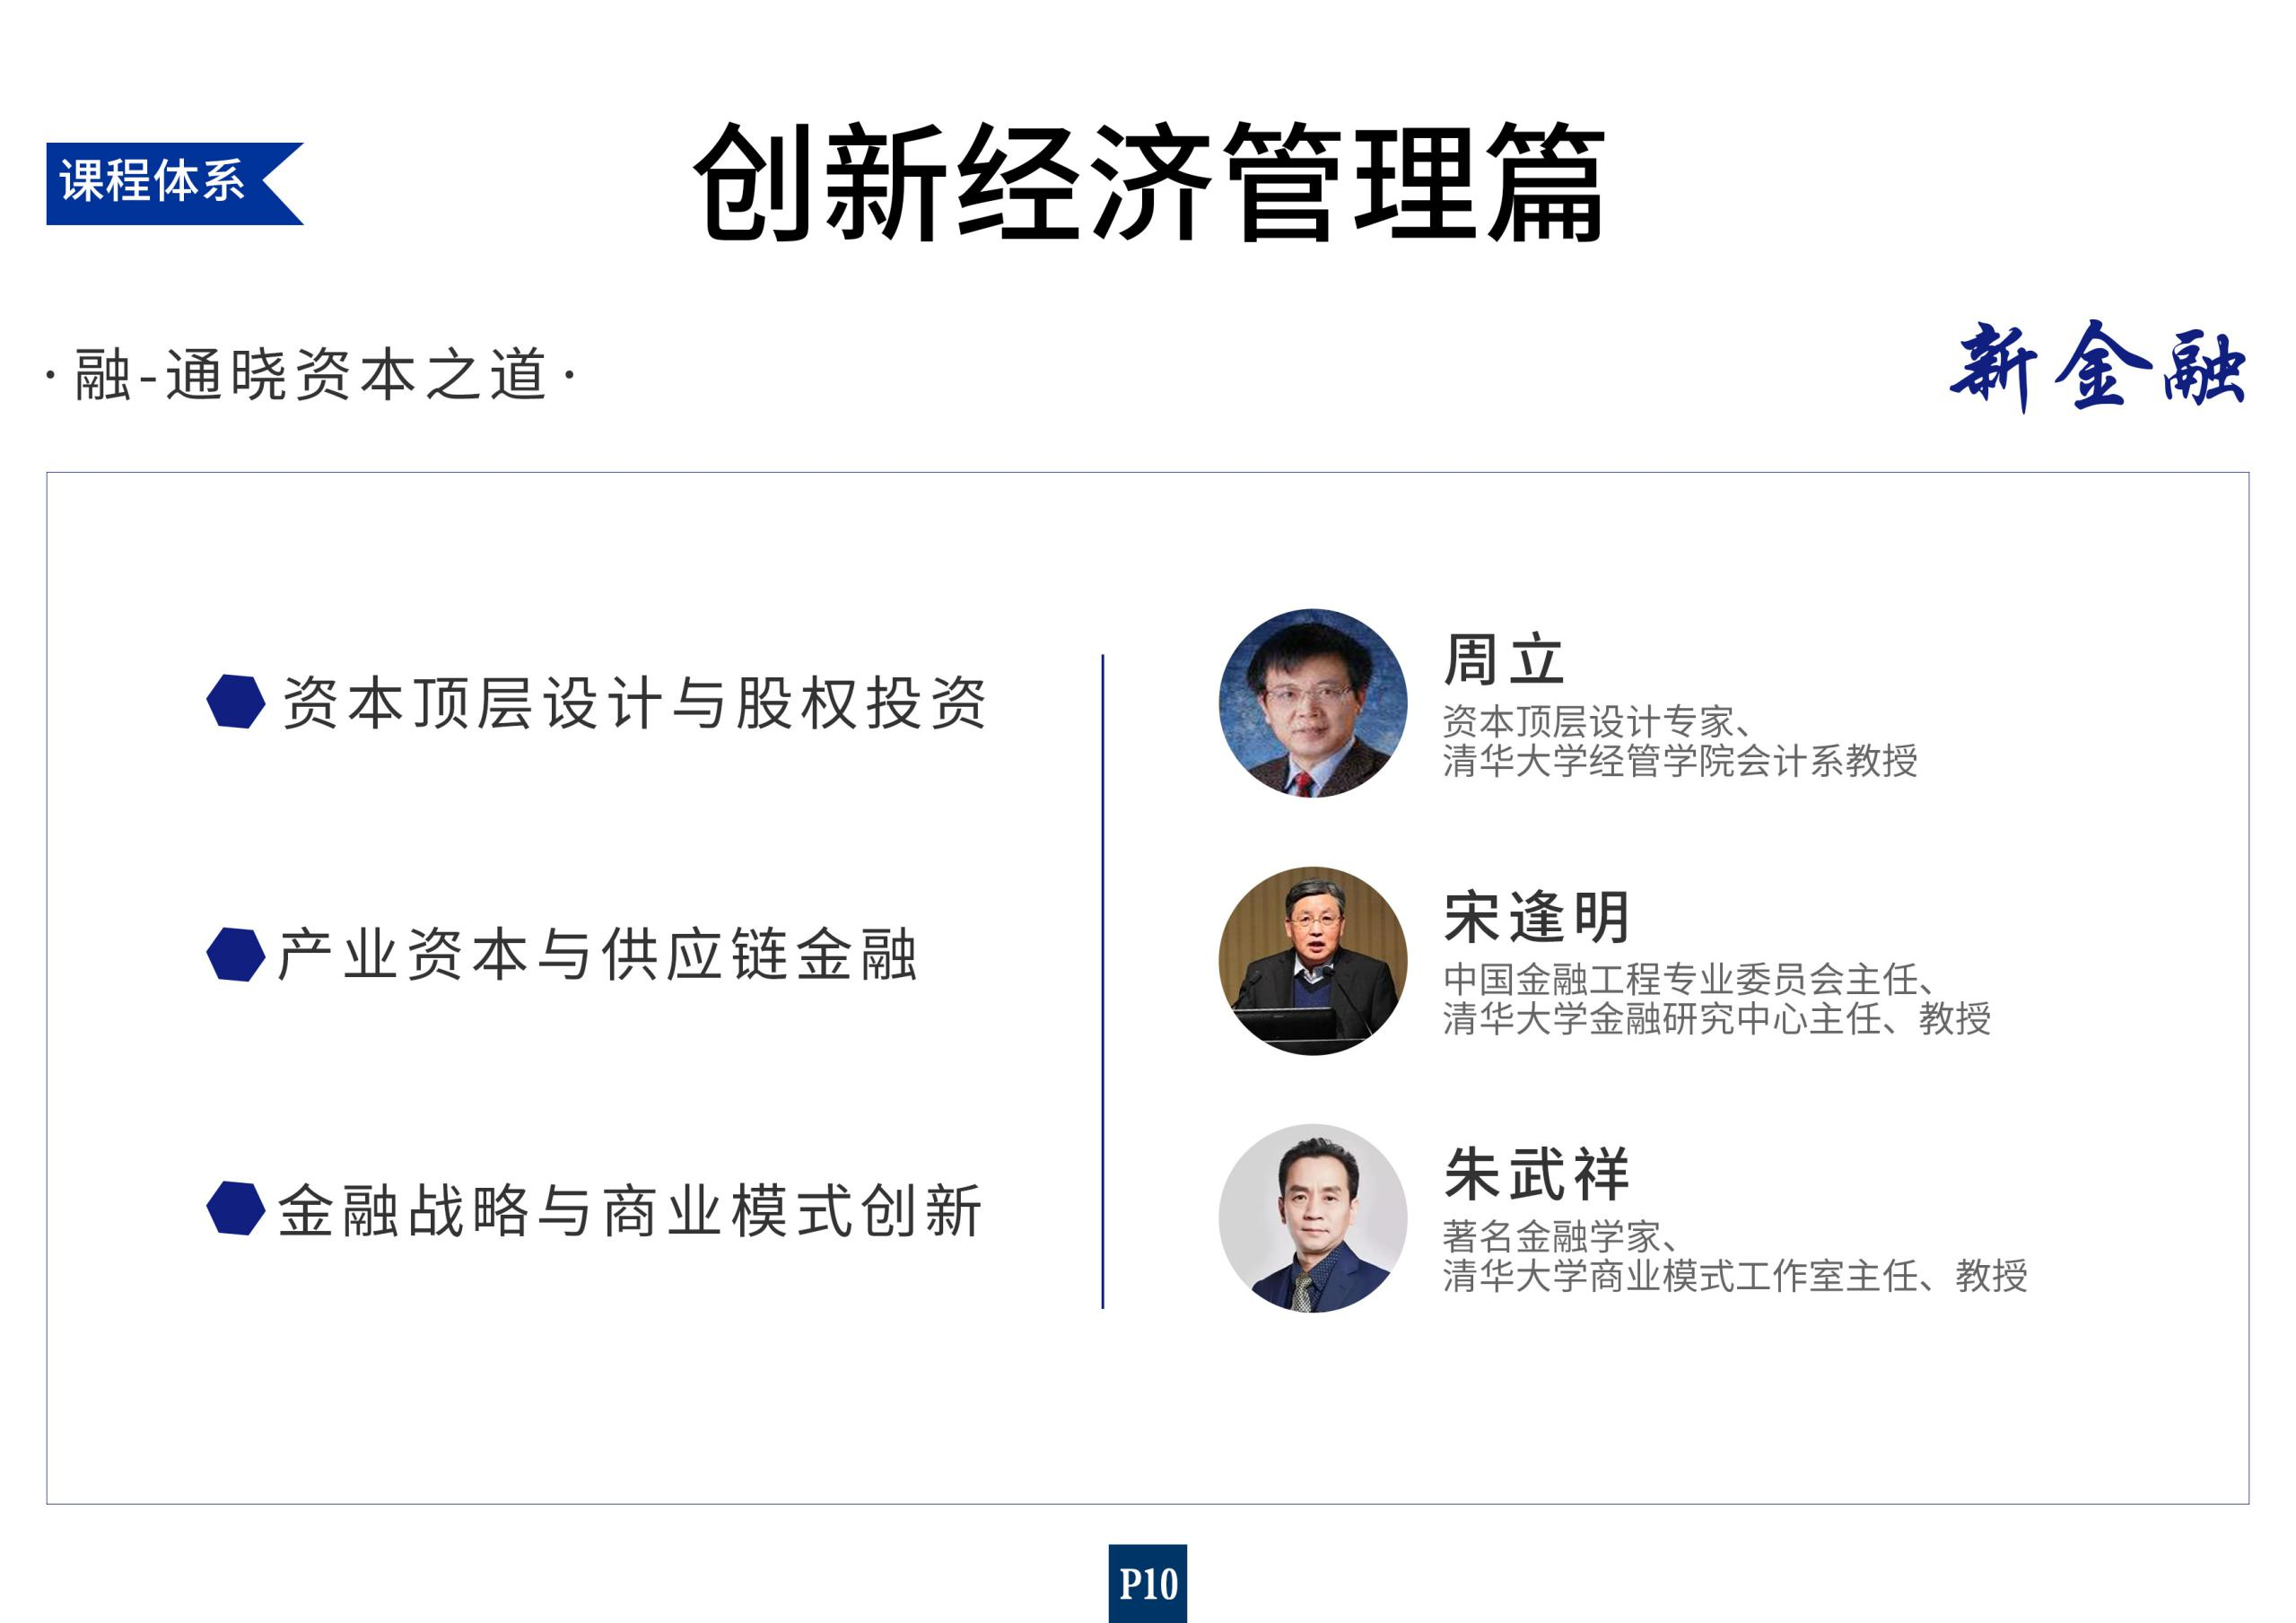 课程体系
创新经济管理篇
·融-通晓资本之道·
新金融
资本顶层设计与股权投资
产业资本与供应链金融
金融战略与商业模式创新
周立
资本顶层设计专家、
清华大学经管学院会计系教授
宋逢明
中国金融工程专业委员会主任、
清华大学金融研究中心主任、教授
朱武祥
著名金融学家、
清华大学商业模式工作室主任、教授
P10